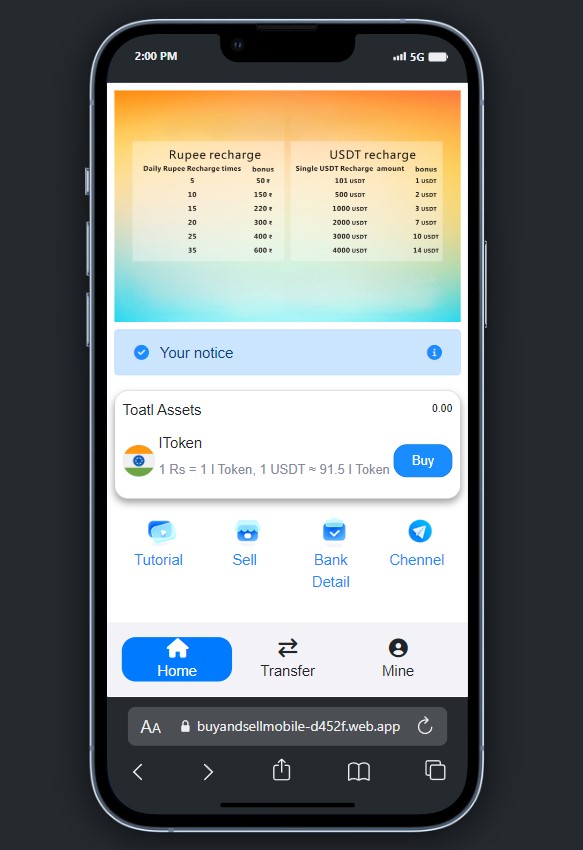 2:00 PM 5G
Rupee recharge
Daily Rupee Recharge times bonus
5 50 ₹
10 150 ₹
15 220 ₹
20 300 ₹
25 400 ₹
35 600 ₹
USDT recharge
Single USDT Recharge amount bonus
101 USDT 1 USDT
500 USDT 2 USDT
1000 USDT 3 USDT
2000 USDT 7 USDT
3000 USDT 10 USDT
4000 USDT 14 USDT
Your notice
Toatl Assets 0.00
IToken
1 Rs = 1 I Token, 1 USDT ≈ 91.5 I Token
Buy
Tutorial Sell Bank Detail Chennel
Home Transfer Mine
AA buyandsellmobile-d452f.web.app